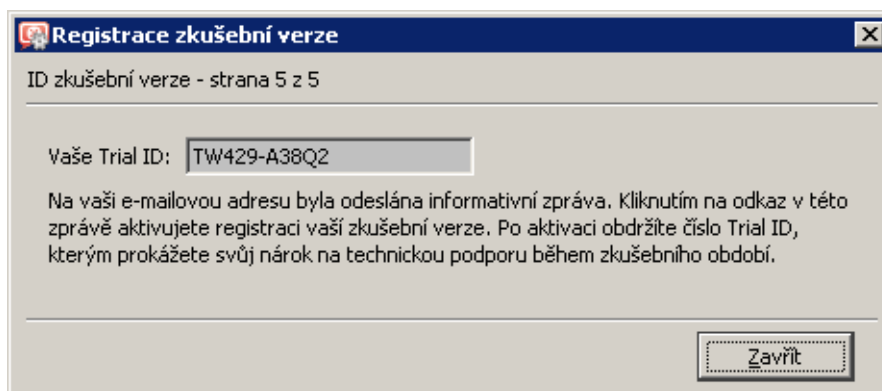 Registrace zkušební verze
ID zkušební verze - strana 5 z 5
Vaše Trial ID: TW429-A38Q2
Na vaši e-mailovou adresu byla odeslána informativní zpráva. Kliknutím na odkaz v této
zprávě aktivujete registraci vaší zkušební verze. Po aktivaci obdržíte číslo Trial ID,
kterým prokážete svůj nárok na technickou podporu během zkušebního období.
Zavřít